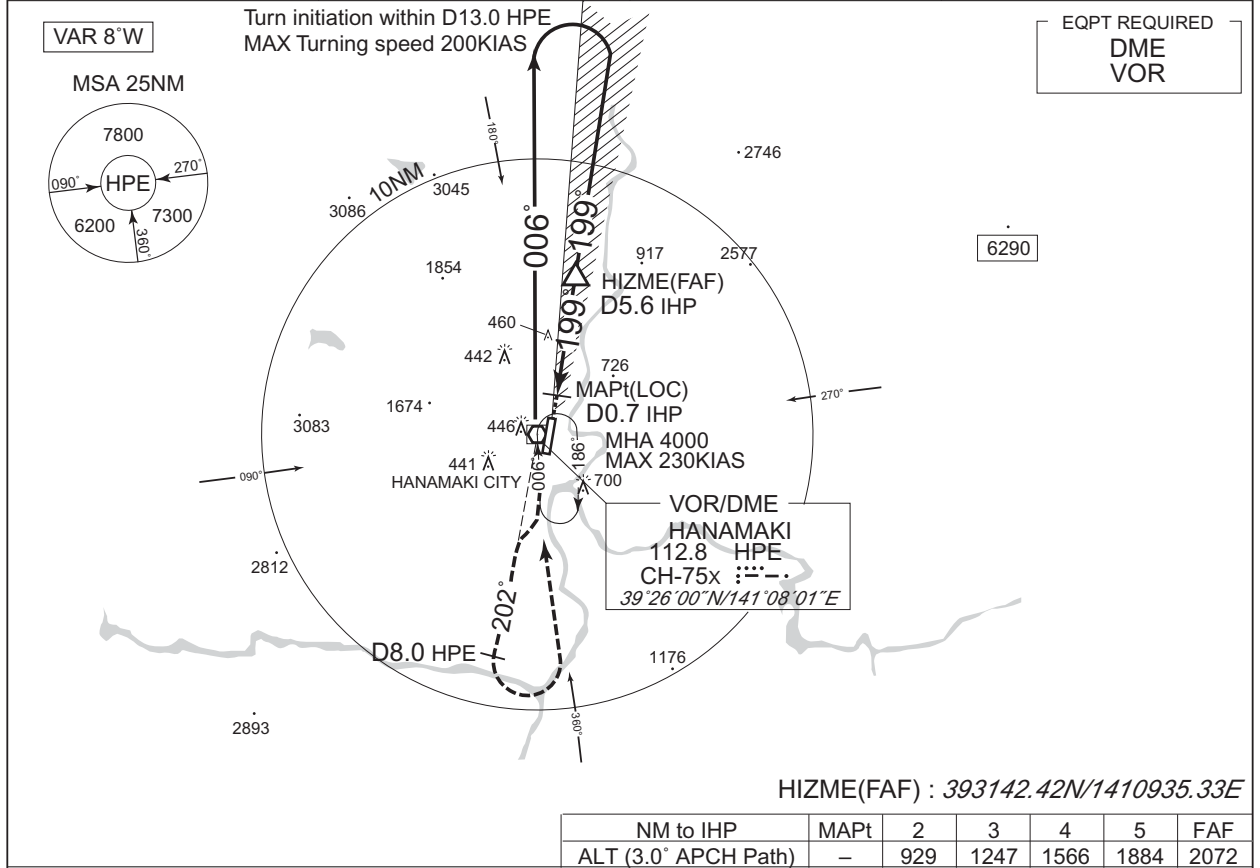 VAR 8°W
Turn initiation within D13.0 HPE
MAX Turning speed 200KIAS
EQPT REQUIRED
DME
VOR
MSA 25NM
7800
090°
HPE
270°
6200
7300
360°
180°
2746
10NM
3045
3086
006°
199°
6290
1854
917
2577
HIZME(FAF)
D5.6 IHP
199°
460
442
726
270°
MAPt(LOC)
1674
D0.7 IHP
3083
446
MHA 4000
MAX 230KIAS
186°
441
006°
700
HANAMAKI CITY
090°
VOR/DME
HANAMAKI
112.8 HPE
CH-75x
39°26′00″N/141°08′01″E
2812
202°
D8.0 HPE
1176
360°
2893
HIZME(FAF) : 393142.42N/1410935.33E
NM to IHP MAPt 2 3 4 5 FAF
ALT (3.0° APCH Path) – 929 1247 1566 1884 2072